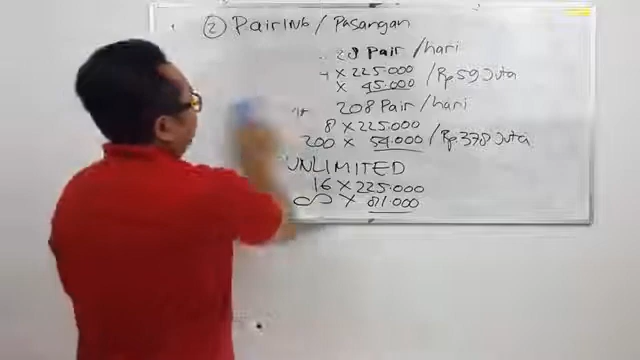 2 Pairing / Pasangan
28 Pair /hari
4 x 225.000 / Rp.59 Juta
x 45.000
208 Pair /hari
8 x 225.000
200 x 54.000 / Rp.378 Juta
UNLIMITED
16 x 225.000
∞ x 81.000